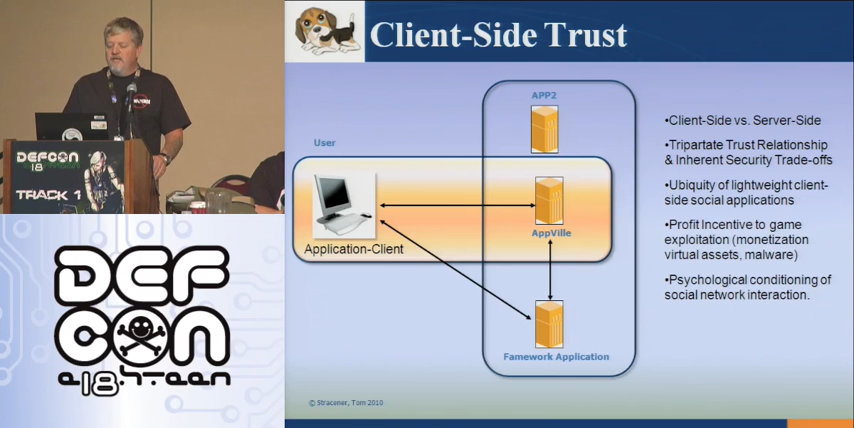 Client-Side Trust
APP2
User
AppVille
Application-Client
Famework Application
•Client-Side vs. Server-Side
•Tripartate Trust Relationship
& Inherent Security Trade-offs
•Ubiquity of lightweight client-
side social applications
•Profit Incentive to game
exploitation (monetization
virtual assets, malware)
•Psychological conditioning of
social network interaction.
© Stracener, Tom 2010
DEFCON
18
TRACK 1
DEF
CON
e18hteen